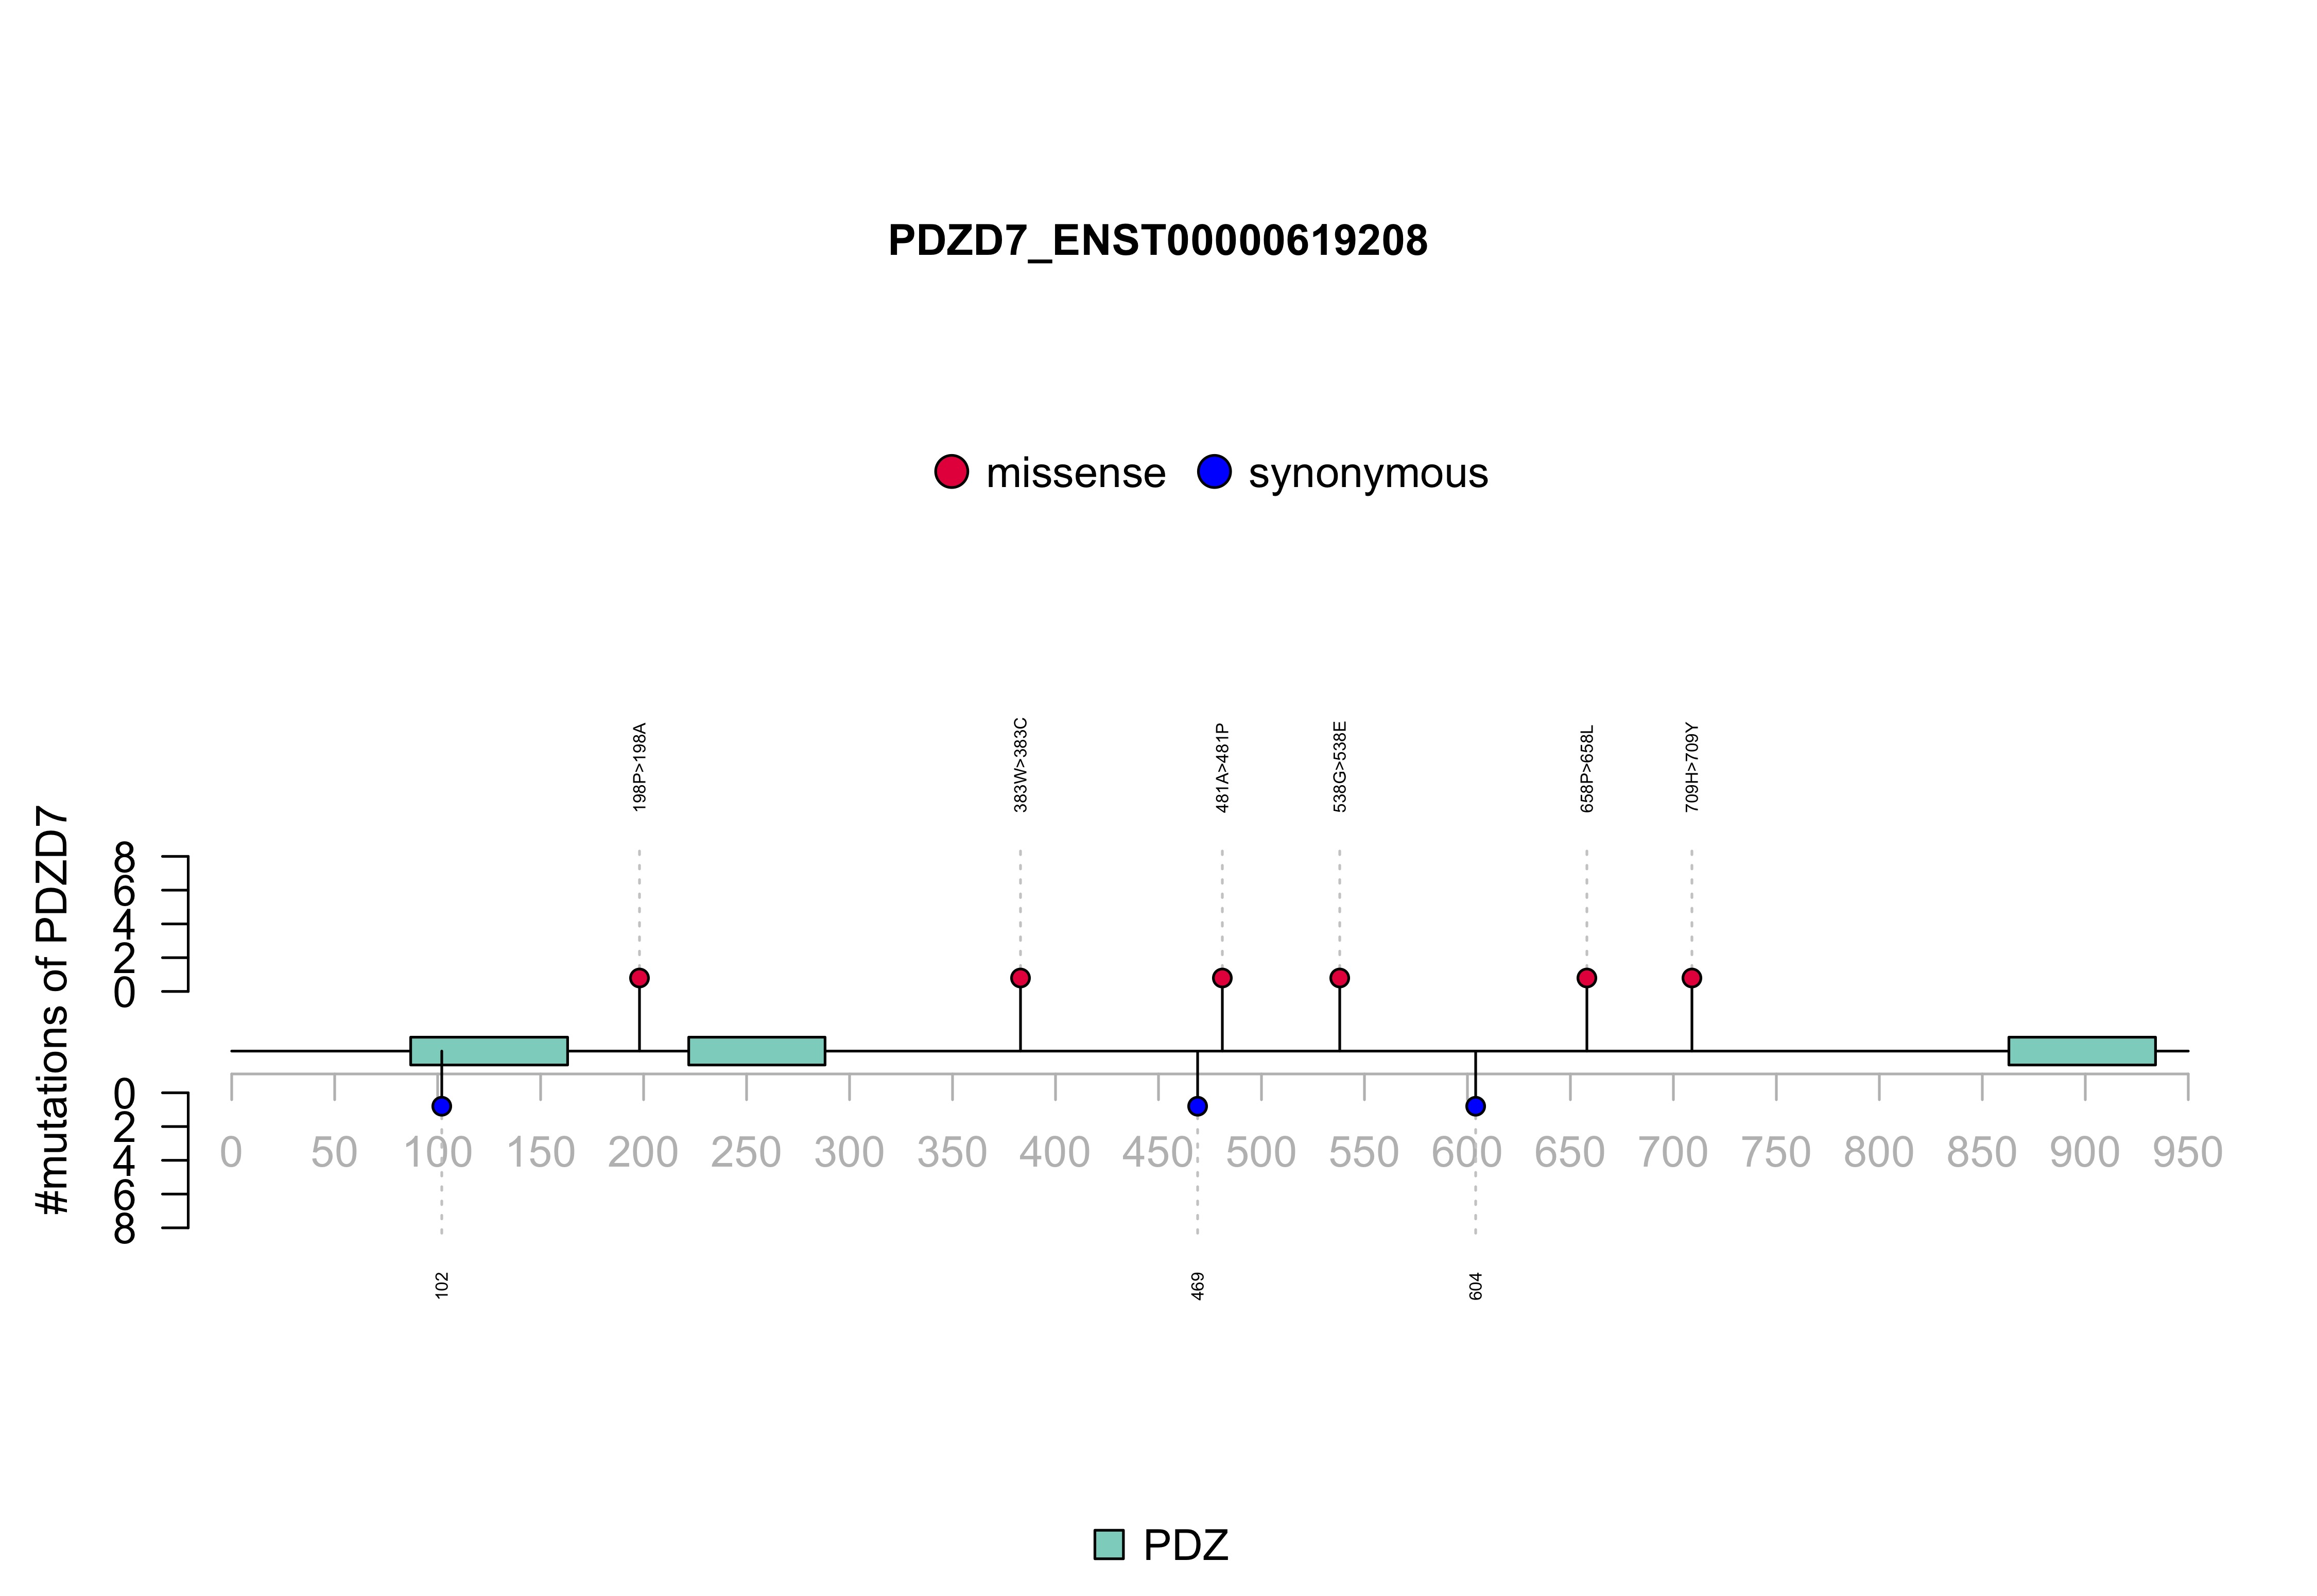 PDZD7_ENST00000619208
missense synonymous
198P>198A 383W>383C 481A>481P 538G>538E 658P>658L 709H>709Y
#mutations of PDZD7
8
6
4
2
0
0
2
4
6
8
0 50 100 150 200 250 300 350 400 450 500 550 600 650 700 750 800 850 900 950
102 469 604
PDZ